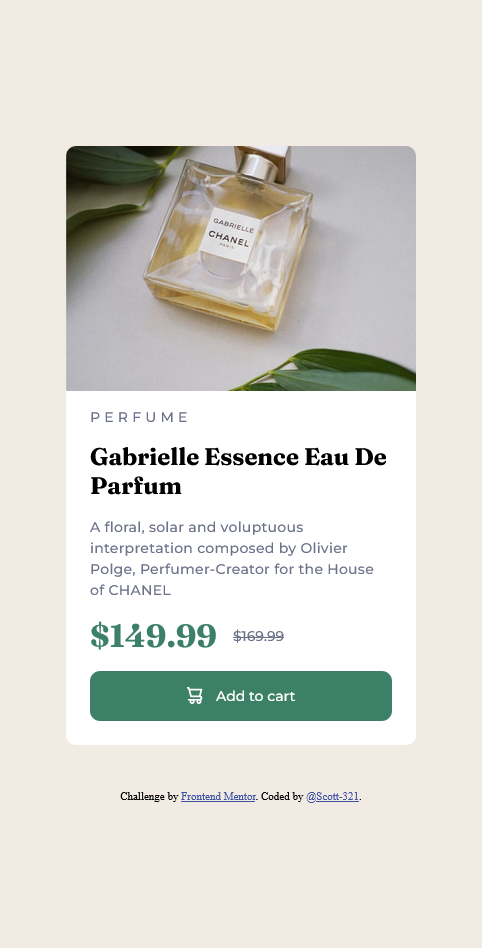 GABRIELLE
CHANEL
PARIS
PERFUME
Gabrielle Essence Eau De
Parfum
A floral, solar and voluptuous
interpretation composed by Olivier
Polge, Perfumer-Creator for the House
of CHANEL
$149.99 $169.99
Add to cart
Challenge by Frontend Mentor. Coded by @Scott-321.